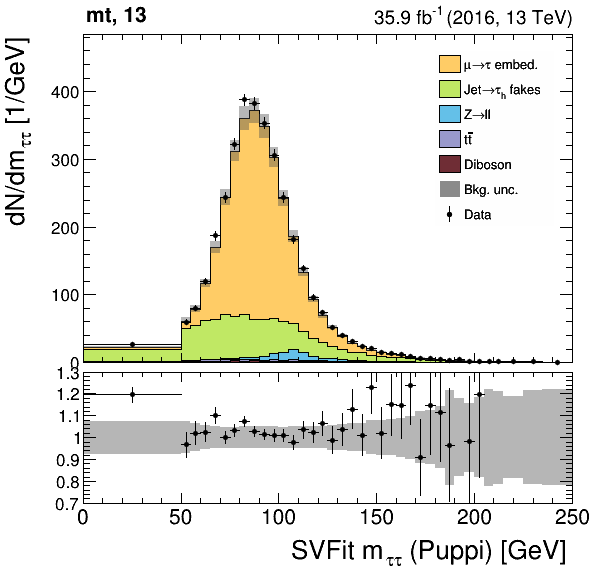 mt, 13
35.9 fb⁻¹ (2016, 13 TeV)
dN/dm_ττ [1/GeV]
400
300
200
100
0
μ→τ embed.
Jet→τ_h fakes
Z→ll
tt̄
Diboson
Bkg. unc.
Data
1.3
1.2
1.1
1
0.9
0.8
0.7
0 50 100 150 200 250
SVFit m_ττ (Puppi) [GeV]